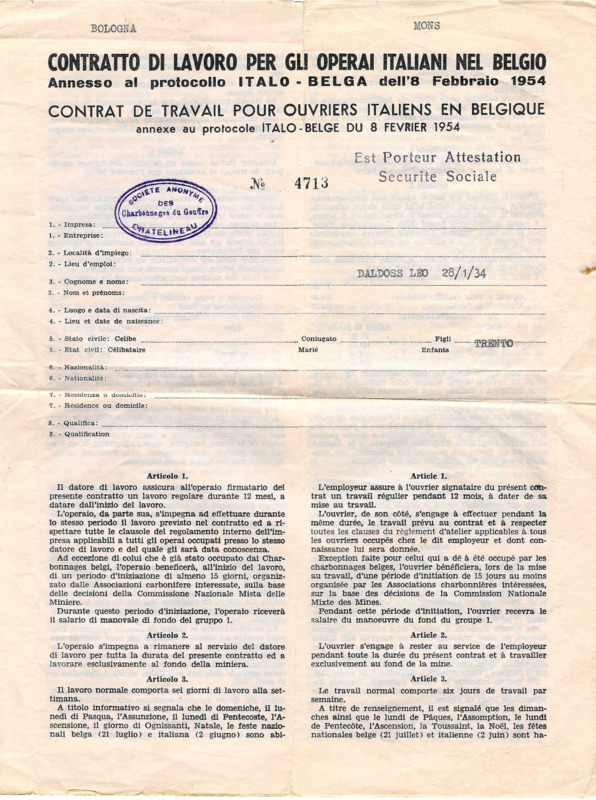 BOLOGNA
MONS
CONTRATTO DI LAVORO PER GLI OPERAI ITALIANI NEL BELGIO
Annesso al protocollo ITALO - BELGA dell'8 Febbraio 1954
CONTRAT DE TRAVAIL POUR OUVRIERS ITALIENS EN BELGIQUE
annexe au protocole ITALO-BELGE DU 8 FEVRIER 1954
Est Porteur Attestation
Securite Sociale
№ 4713
SOCIETE ANONYME
DES
Charbonnages du Gouffre
CHATELINEAU
1. - Impresa:
1. - Entreprise:
2. - Località d'impiego:
2. - Lieu d'emploi:
DALDOSS LEO 28/1/34
3. - Cognome e nome:
3. - Nom et prénoms:
4. - Luogo e data di nascita:
4. - Lieu et date de naissance:
5. - Stato civile: Celibe Coniugato Figli
5. - Etat civil: Célibataire Marié Enfants
TRENTO
6. - Nazionalità:
6. - Nationalité:
7. - Residenza o domicilio:
7. - Résidence ou domicile:
8. - Qualifica:
8. - Qualification
Articolo 1.
Il datore di lavoro assicura all'operaio firmatario del
presente contratto un lavoro regolare durante 12 mesi, a
datare dall'inizio del lavoro.
L'operaio, da parte sua, s'impegna ad effettuare durante
lo stesso periodo il lavoro previsto nel contratto ed a ri-
spettare tutte le clausole del regolamento interno dell'im-
presa applicabili a tutti gli operai occupati presso lo stesso
datore di lavoro e del quale gli sarà data conoscenza.
Ad eccezione di colui che è già stato occupato dai Char-
bonnages belgi, l'operaio beneficerà, all'inizio del lavoro,
di un periodo d'iniziazione di almeno 15 giorni, organiz-
zato dalle Associazioni carbonifere interessate, sulla base
delle decisioni della Commissione Nazionale Mista delle
Miniere.
Durante questo periodo d'iniziazione, l'operaio riceverà
il salario di manovale di fondo del gruppo 1.
Articolo 2.
L'operaio s'impegna a rimanere al servizio del datore
di lavoro per tutta la durata del presente contratto ed a
lavorare esclusivamente al fondo della miniera.
Articolo 3.
Il lavoro normale comporta sei giorni di lavoro alla set-
timana.
A titolo informativo si segnala che le domeniche, il lu-
nedì di Pasqua, l'Assunzione, il lunedì di Pentecoste, l'A-
scensione, il giorno di Ognissanti, Natale, le feste nazio-
nali belga (21 luglio) e italiana (2 giugno) sono abi-
Article 1.
L'employeur assure à l'ouvrier signataire du présent con-
trat un travail régulier pendant 12 mois, à dater de sa
mise au travail.
L'ouvrier, de son côté, s'engage à effectuer pendant la
même durée, le travail prévu au contrat et à respecter
toutes les clauses du règlement d'atelier applicables à tous
les ouvriers occupés chez le dit employeur et dont con-
naissance lui sera donnée.
Exception faite pour celui qui a dé à été occupé par les
charbonnages belges, l'ouvrier bénéficiera, lors de la mise
au travail, d'une période d'initiation de 15 jours au moins
organisée par les Associations charbonnières intéressées,
sur la base des décisions de la Commission Nationale
Mixte des Mines.
Pendant cette période d'initiation, l'ouvrier recevra le
salaire du manoeuvre du fond du groupe 1.
Article 2.
L'ouvrier s'engage à rester au service de l'employeur
pendant toute la durée du présent contrat et à travailler
exclusivement au fond de la mine.
Article 3.
Le travail normal comporte six jours de travail par
semaine.
A titre de renseignement, il est signalé que les diman-
ches ainsi que le lundi de Pâques, l'Assomption, le lundi
de Pentecôte, l'Ascension, la Toussaint, la Noël, les fêtes
nationales belge (21 juillet) et italienne (2 juin) sont ha-